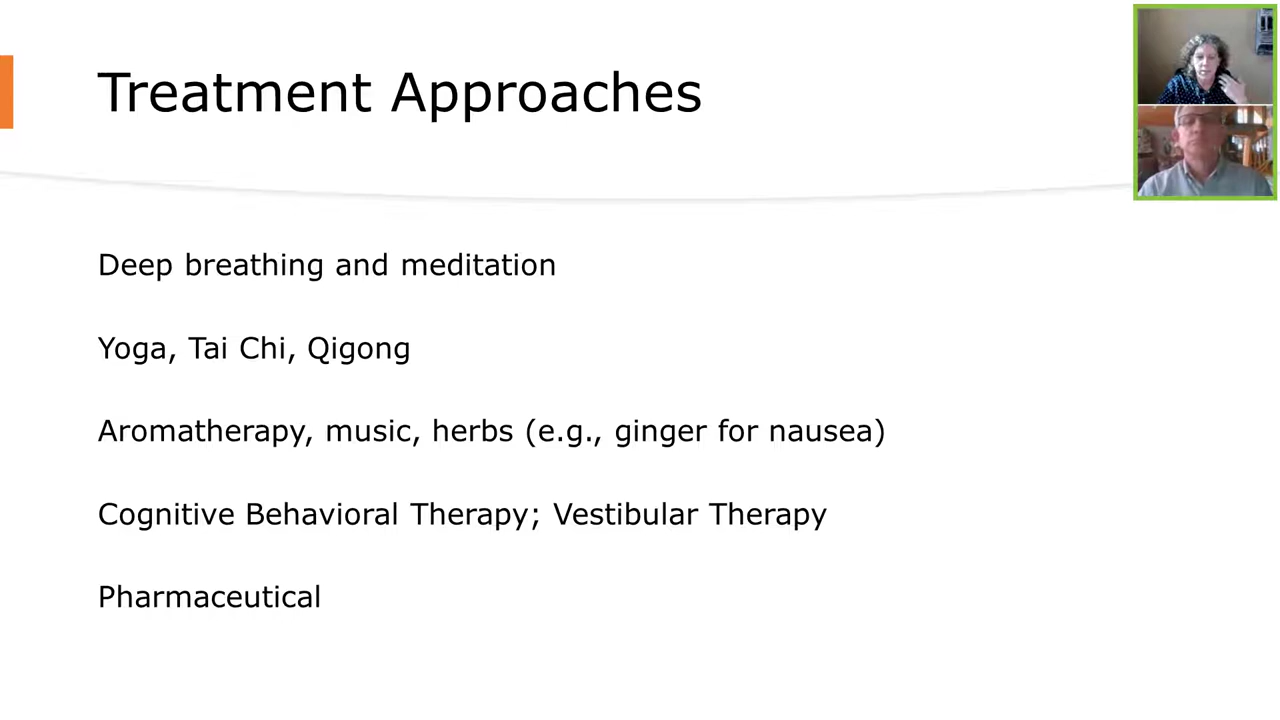 Treatment Approaches
Deep breathing and meditation
Yoga, Tai Chi, Qigong
Aromatherapy, music, herbs (e.g., ginger for nausea)
Cognitive Behavioral Therapy; Vestibular Therapy
Pharmaceutical